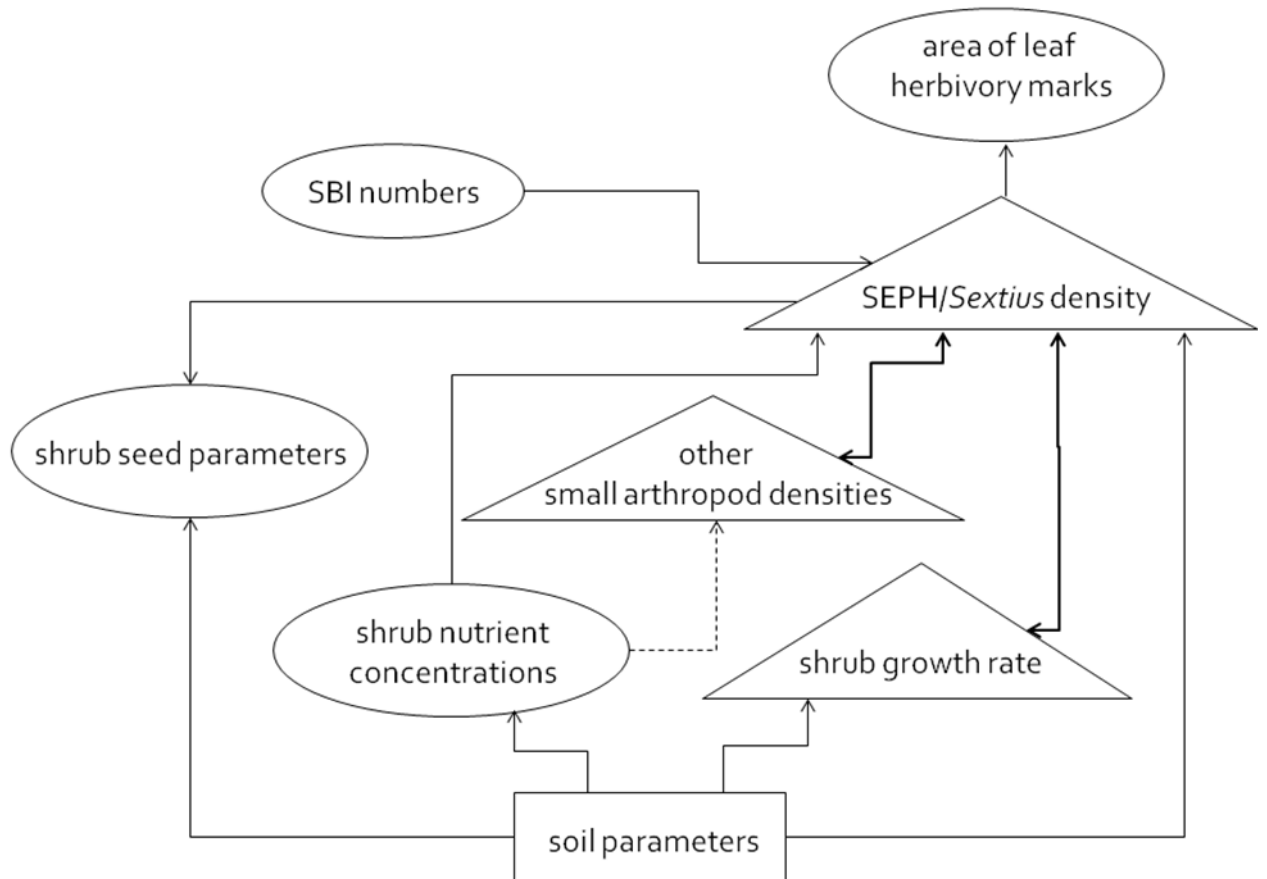 area of leaf
herbivory marks
SBI numbers
SEPH/Sextius density
shrub seed parameters
other
small arthropod densities
shrub nutrient
concentrations
shrub growth rate
soil parameters